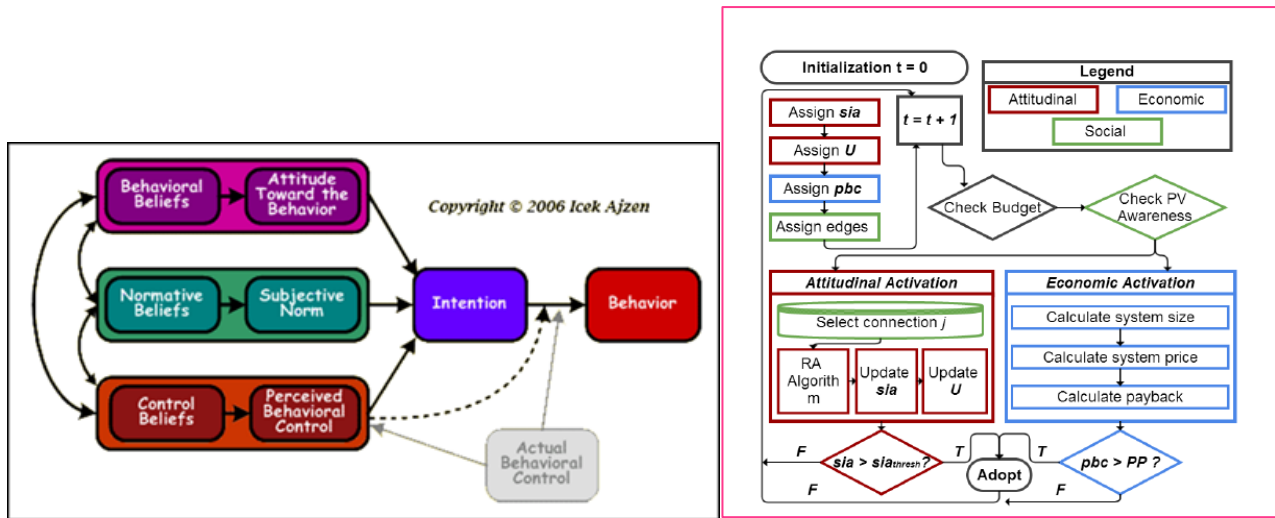 Behavioral
Beliefs
Attitude
Toward the
Behavior
Copyright © 2006 Icek Ajzen
Normative
Beliefs
Subjective
Norm
Intention
Behavior
Control
Beliefs
Perceived
Behavioral
Control
Actual
Behavioral
Control
Initialization t = 0
Legend
Attitudinal
Economic
Social
Assign sia
t = t + 1
Assign U
Assign pbc
Assign edges
Check Budget
Check PV
Awareness
Attitudinal Activation
Select connection j
RA
Algorith
m
Update
sia
Update
U
Economic Activation
Calculate system size
Calculate system price
Calculate payback
F
sia > siathresh?
T
Adopt
T
pbc > PP ?
F
F